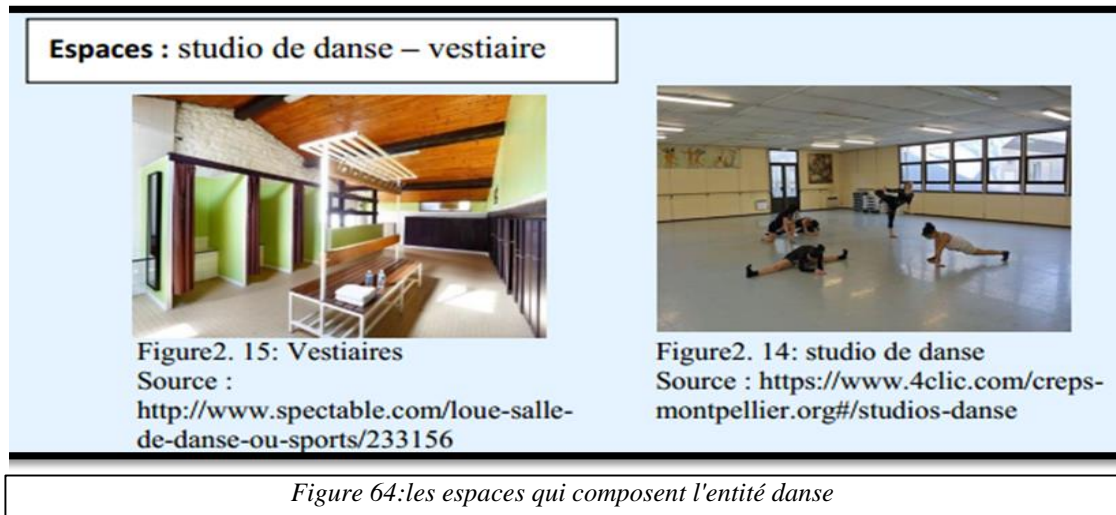 Espaces : studio de danse – vestiaire
Figure2. 15: Vestiaires
Source :
http://www.spectable.com/loue-salle-
de-danse-ou-sports/233156
Figure2. 14: studio de danse
Source : https://www.4clic.com/creps-
montpellier.org#/studios-danse
Figure 64:les espaces qui composent l'entité danse